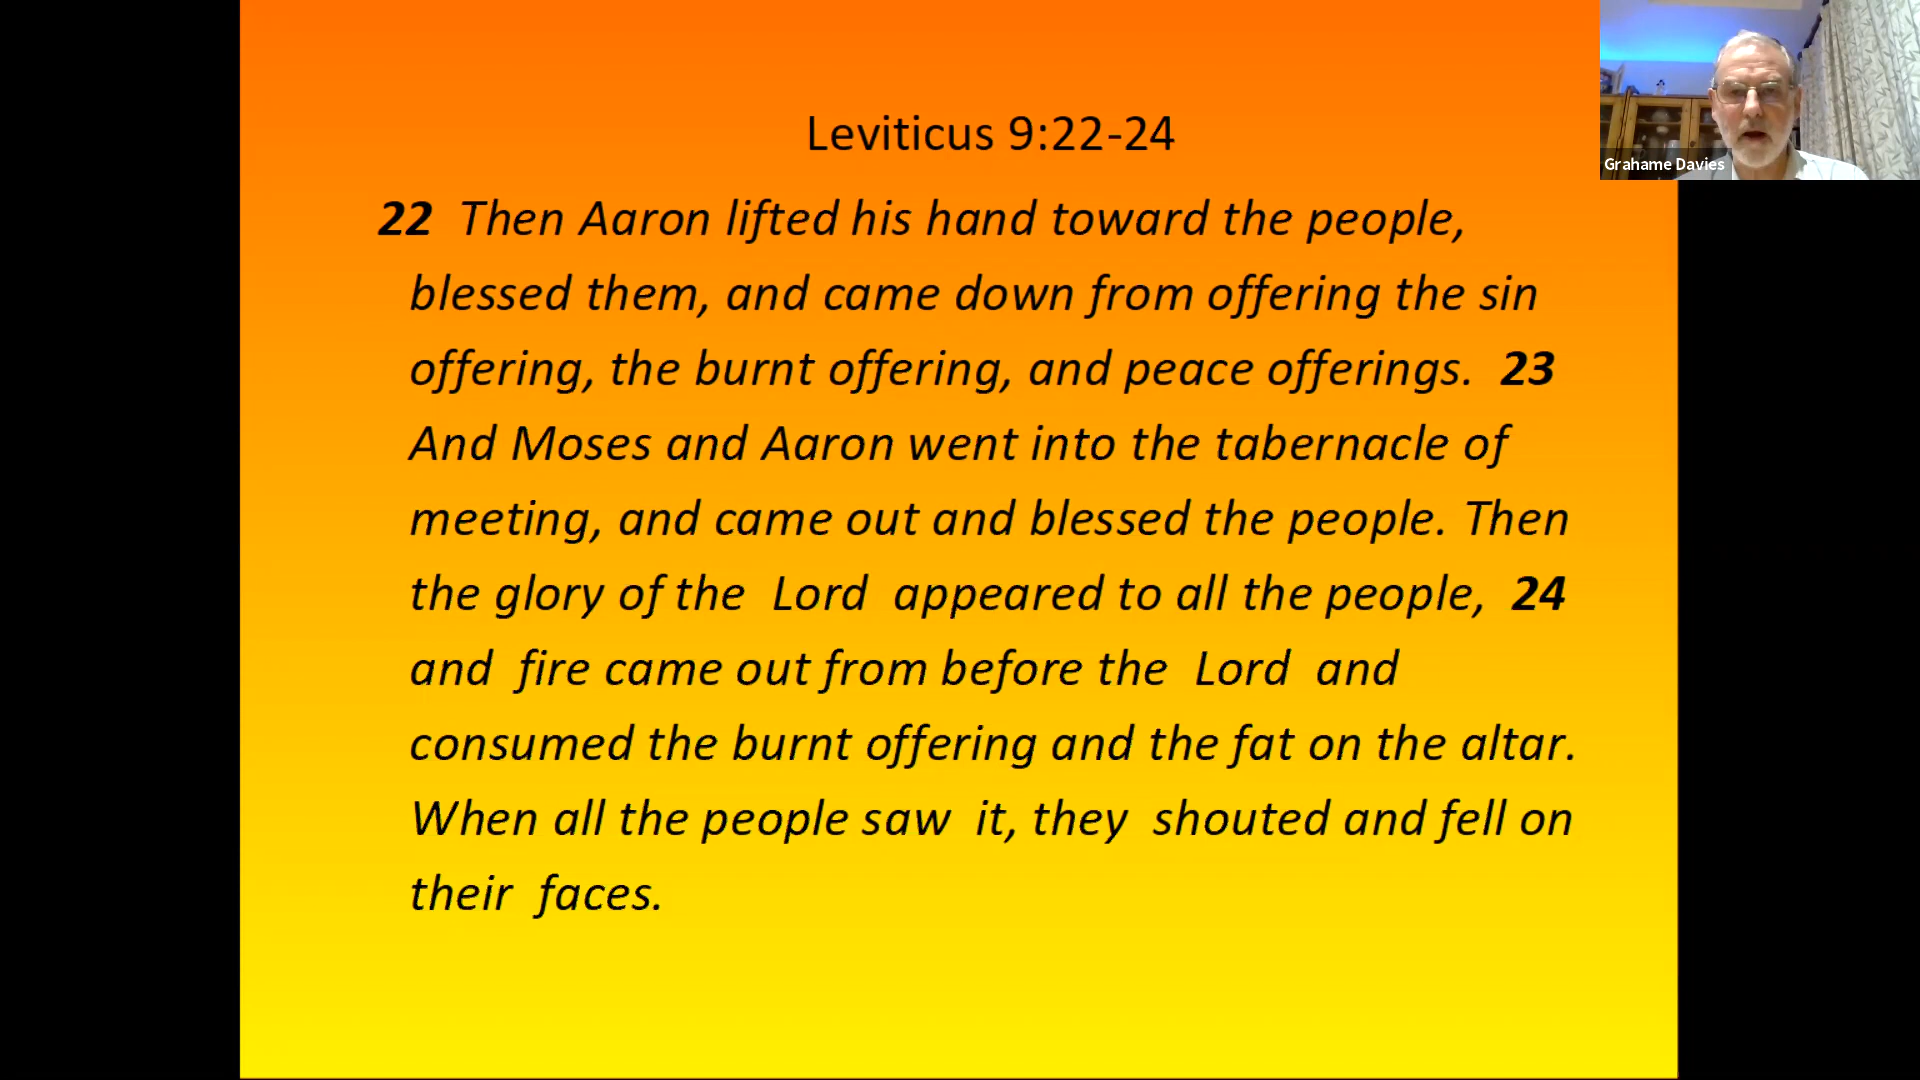 Leviticus 9:22-24
Grahame Davies
22 Then Aaron lifted his hand toward the people,
blessed them, and came down from offering the sin
offering, the burnt offering, and peace offerings. 23
And Moses and Aaron went into the tabernacle of
meeting, and came out and blessed the people. Then
the glory of the Lord appeared to all the people, 24
and fire came out from before the Lord and
consumed the burnt offering and the fat on the altar.
When all the people saw it, they shouted and fell on
their faces.